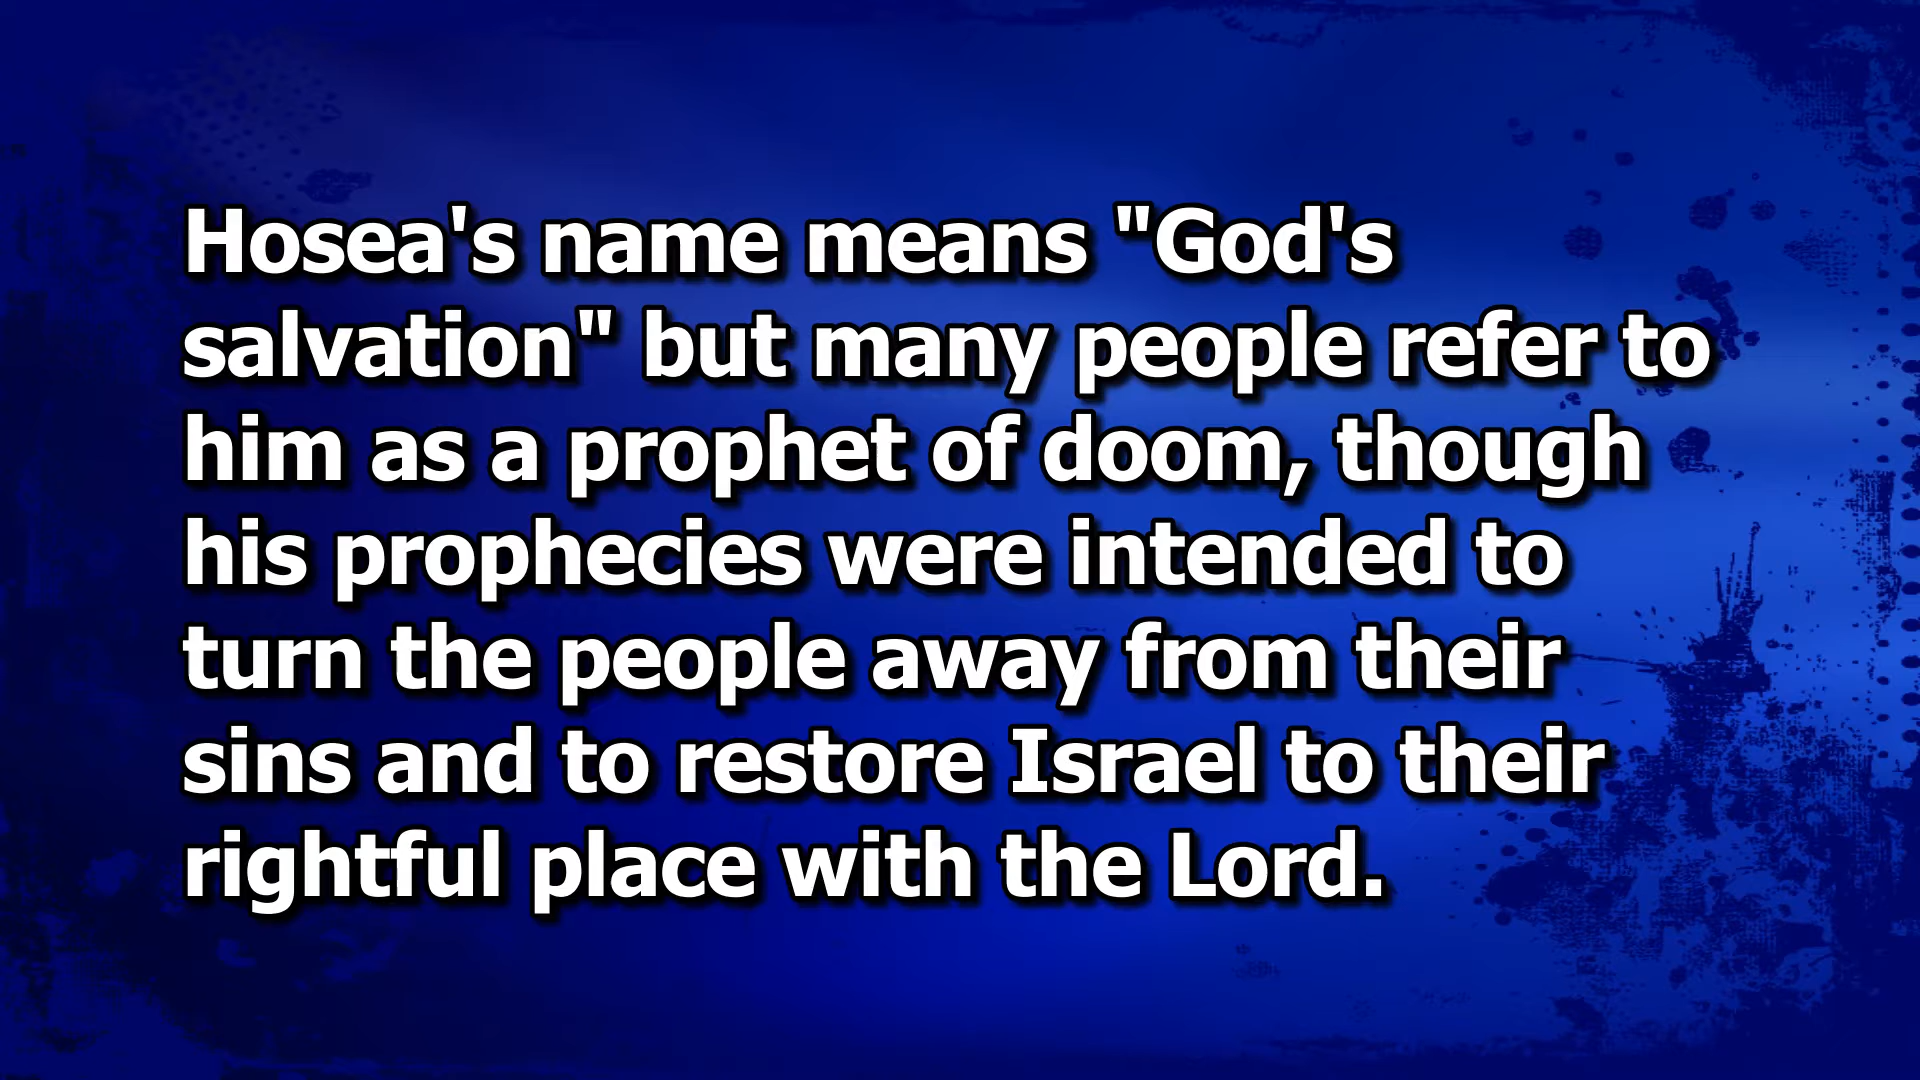 Hosea's name means "God's
salvation" but many people refer to
him as a prophet of doom, though
his prophecies were intended to
turn the people away from their
sins and to restore Israel to their
rightful place with the Lord.